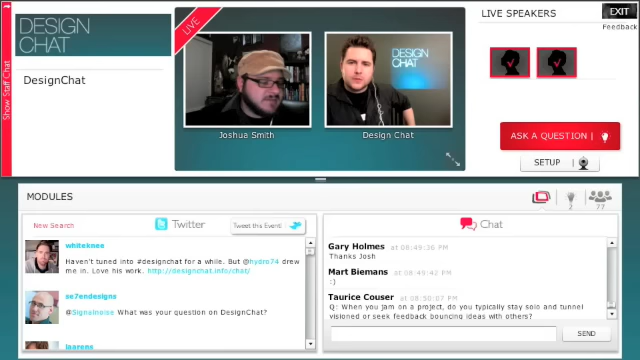 Show Staff Chat
DESIGN
CHAT
DesignChat
LIVE
DESIGN
CHAT
Joshua Smith
Design Chat
LIVE SPEAKERS
EXIT
Feedback
ASK A QUESTION |
SETUP |
MODULES
2
77
New Search
Twitter
Tweet this Event!
whiteknee
Haven't tuned into #designchat for a while. But @hydro74 drew
me in. Love his work. http://designchat.info/chat/
se7endesigns
@Signalnoise What was your question on DesignChat?
laarens
Chat
Gary Holmes at 08:49:36 PM
Thanks Josh
Mart Biemans at 08:49:42 PM
:)
Taurice Couser at 08:50:07 PM
Q: When you jam on a project, do you typically stay solo and tunnel
visioned or seek feedback bouncing ideas with others?
SEND